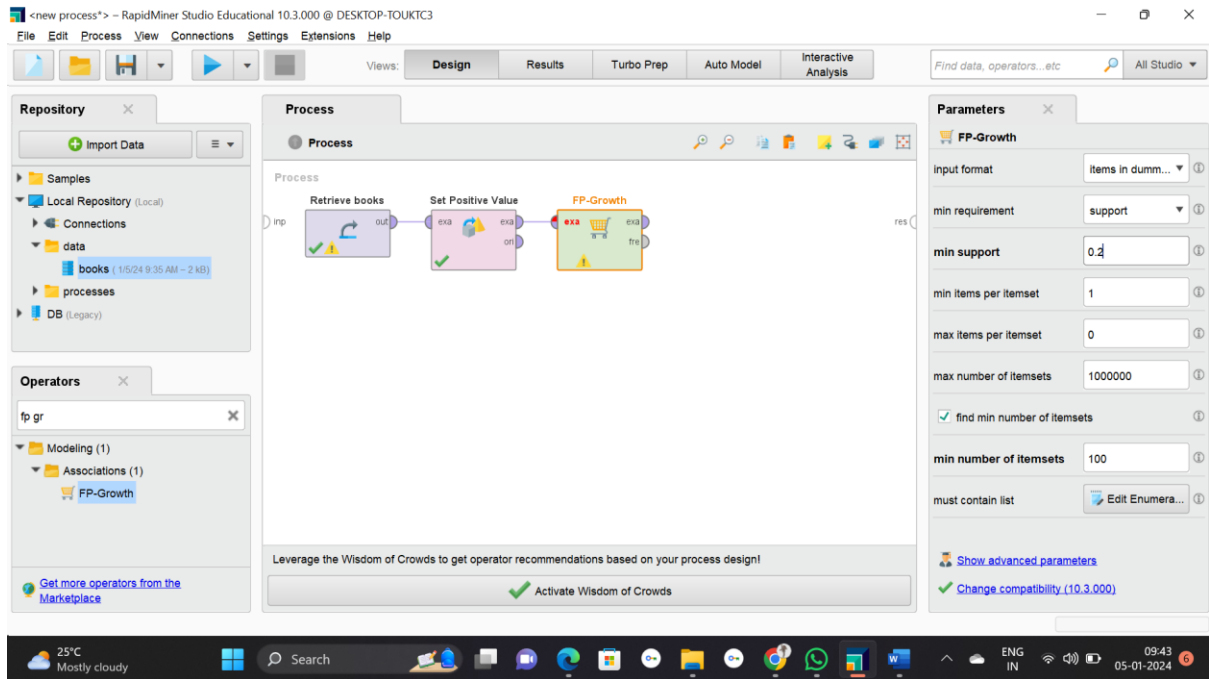 <new process*> – RapidMiner Studio Educational 10.3.000 @ DESKTOP-TOUKTC3
File Edit Process View Connections Settings Extensions Help
Views: Design Results Turbo Prep Auto Model Interactive Analysis
Find data, operators...etc All Studio
Repository
Import Data
Samples
Local Repository (Local)
Connections
data
books ( 1/5/24 9:35 AM – 2 kB)
processes
DB (Legacy)
Operators
fp gr
Modeling (1)
Associations (1)
FP-Growth
Get more operators from the
Marketplace
Process
Process
Process
Retrieve books Set Positive Value FP-Growth
inp out exa exa exa exa res
ori fre
Leverage the Wisdom of Crowds to get operator recommendations based on your process design!
Activate Wisdom of Crowds
Parameters
FP-Growth
input format items in dumm...
min requirement support
min support 0.2
min items per itemset 1
max items per itemset 0
max number of itemsets 1000000
find min number of itemsets
min number of itemsets 100
must contain list Edit Enumera...
Show advanced parameters
Change compatibility (10.3.000)
25°C
Mostly cloudy
Search
ENG
IN
09:43
05-01-2024
6